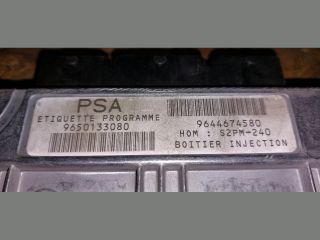 PSA
ETIQUETTE PROGRAMME
9650133080
9644674580
HOM : S2PM-240
BOITIER INJECTION